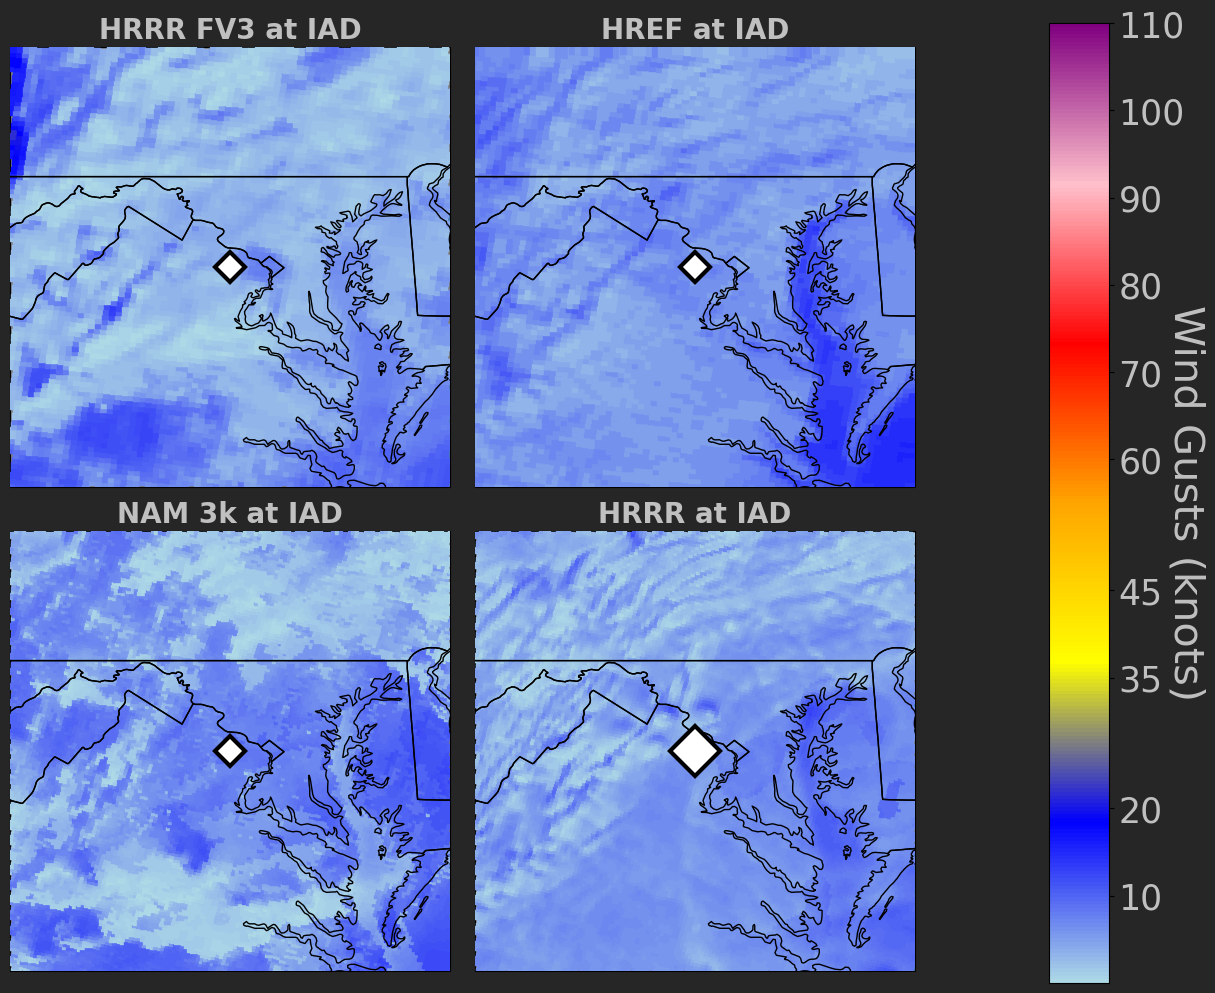 HRRR FV3 at IAD
HREF at IAD
NAM 3k at IAD
HRRR at IAD
110
100
90
80
70
60
45
35
20
10
Wind Gusts (knots)